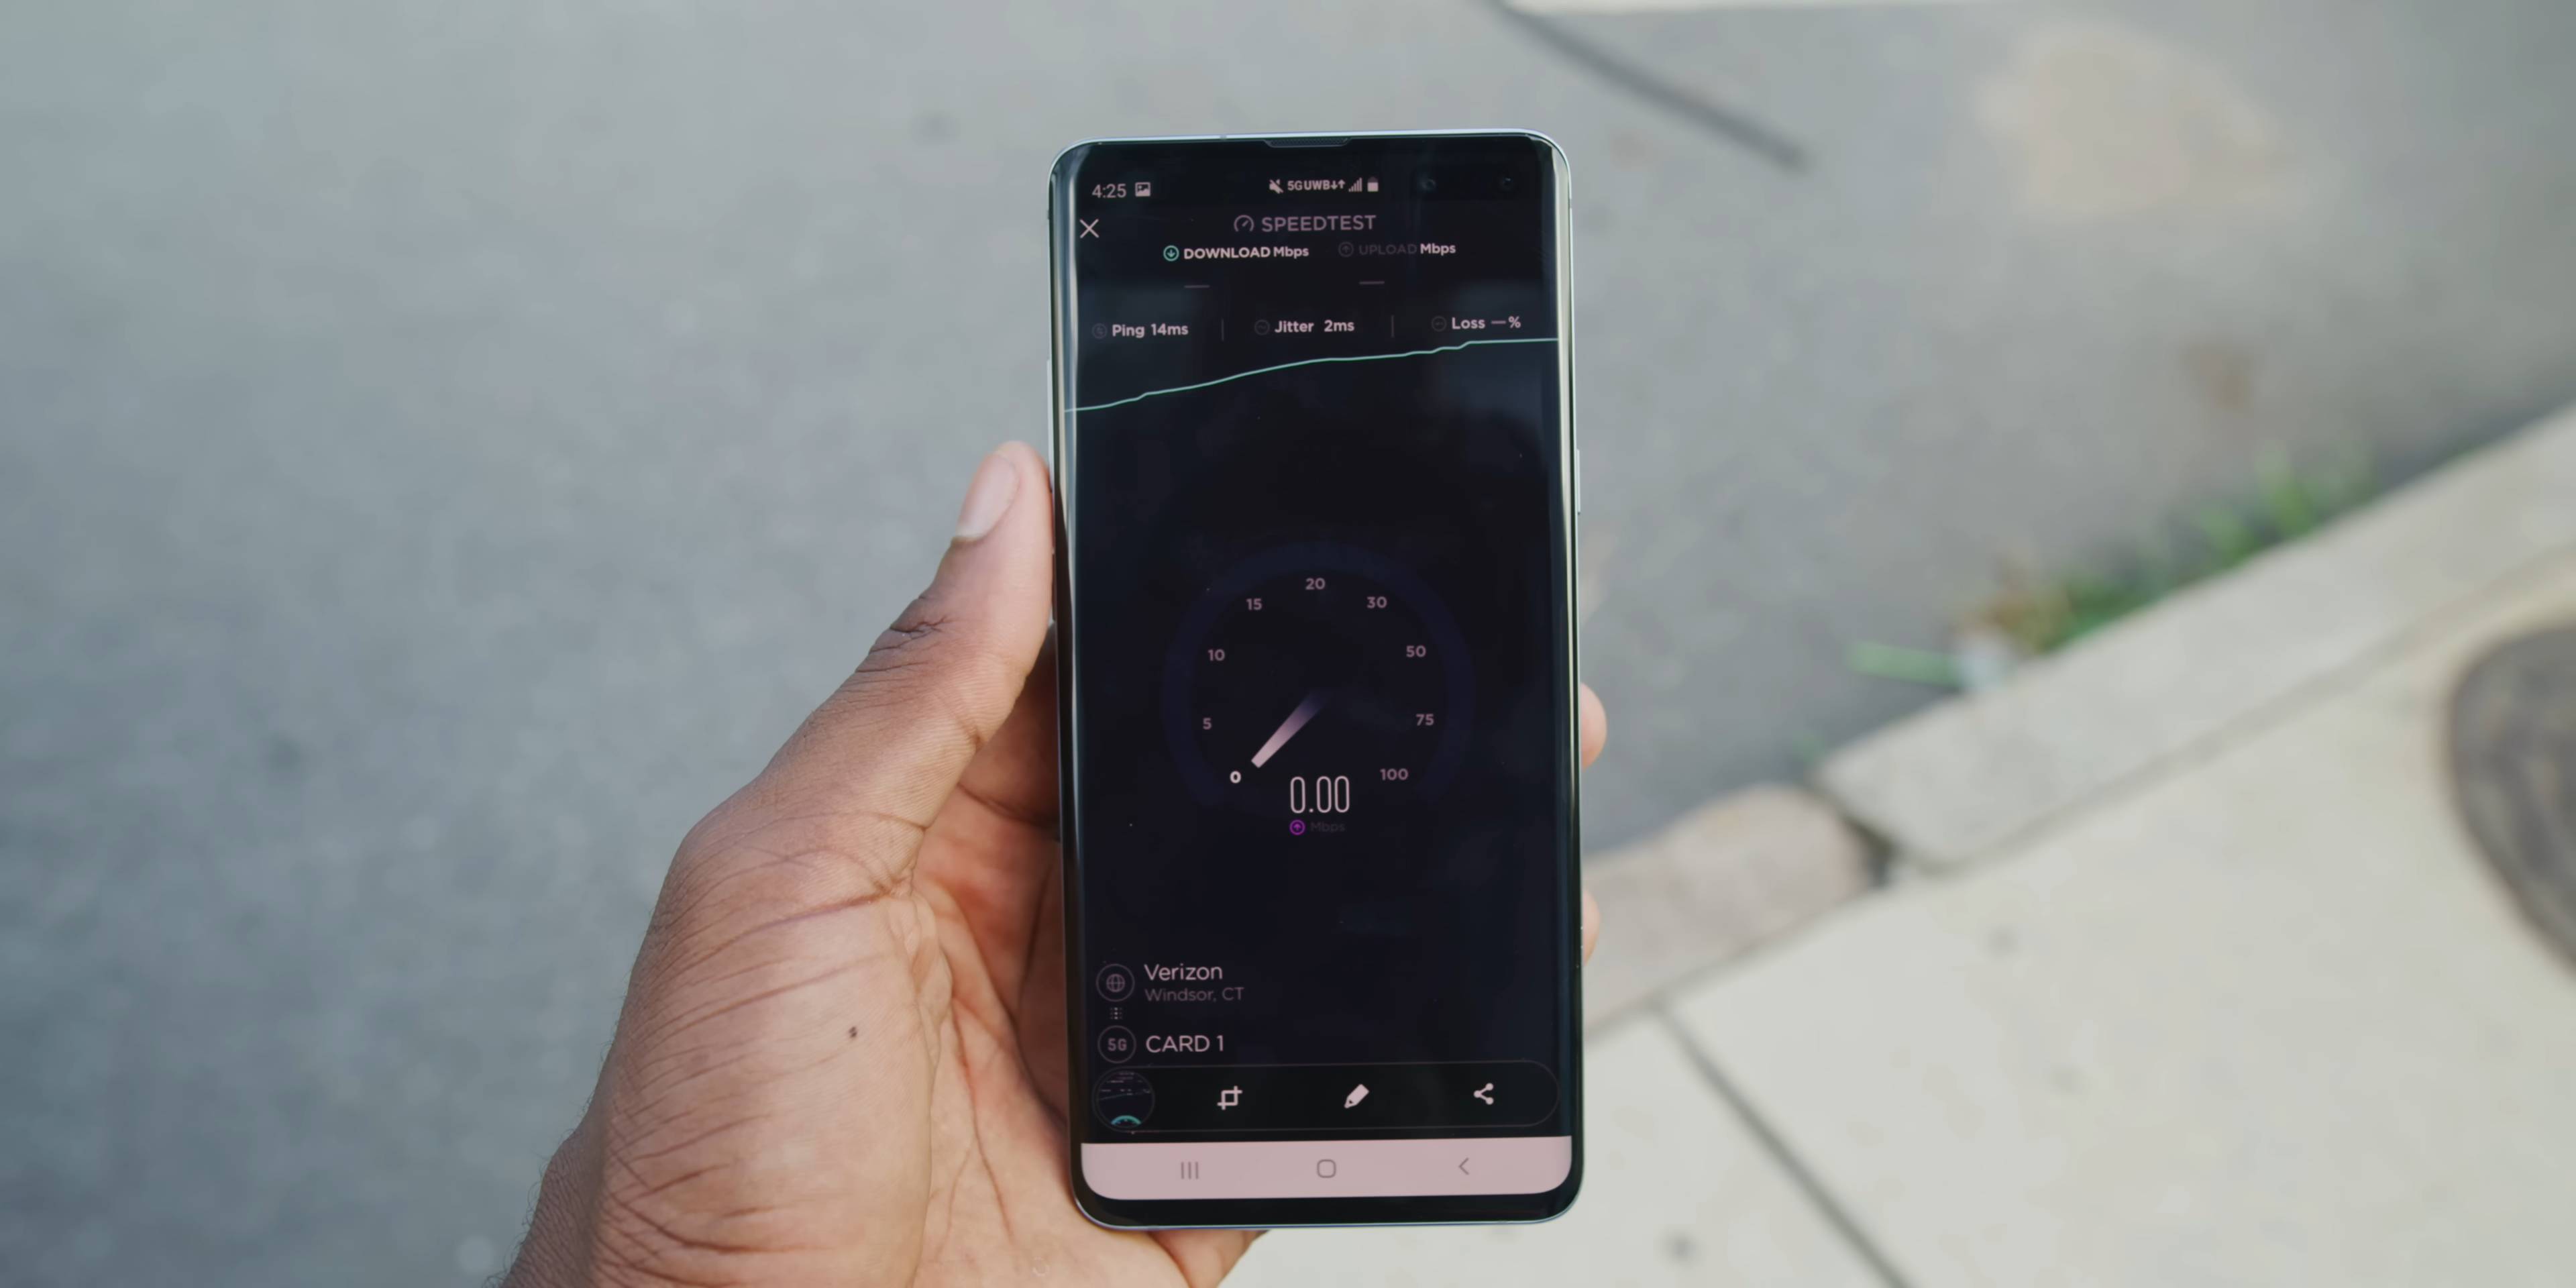 4:25 5GUWB
SPEEDTEST
DOWNLOAD Mbps UPLOAD Mbps
Ping 14ms Jitter 2ms Loss —%
20
15 30
10 50
5 75
0 100
0.00
Mbps
Verizon
Windsor, CT
5G CARD 1